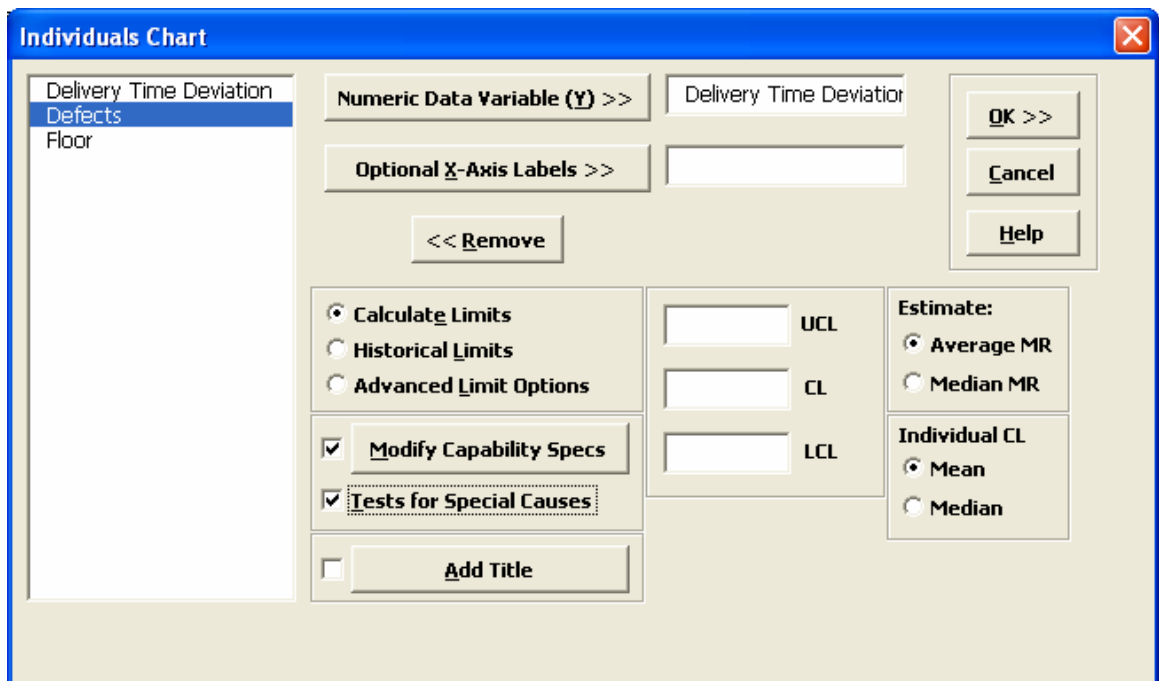 Individuals Chart
Delivery Time Deviation
Defects
Floor
Numeric Data Variable (Y) >>
Delivery Time Deviation
Optional X-Axis Labels >>
<< Remove
OK >>
Cancel
Help
Calculate Limits
Historical Limits
Advanced Limit Options
Modify Capability Specs
Tests for Special Causes
Add Title
UCL
CL
LCL
Estimate:
Average MR
Median MR
Individual CL
Mean
Median